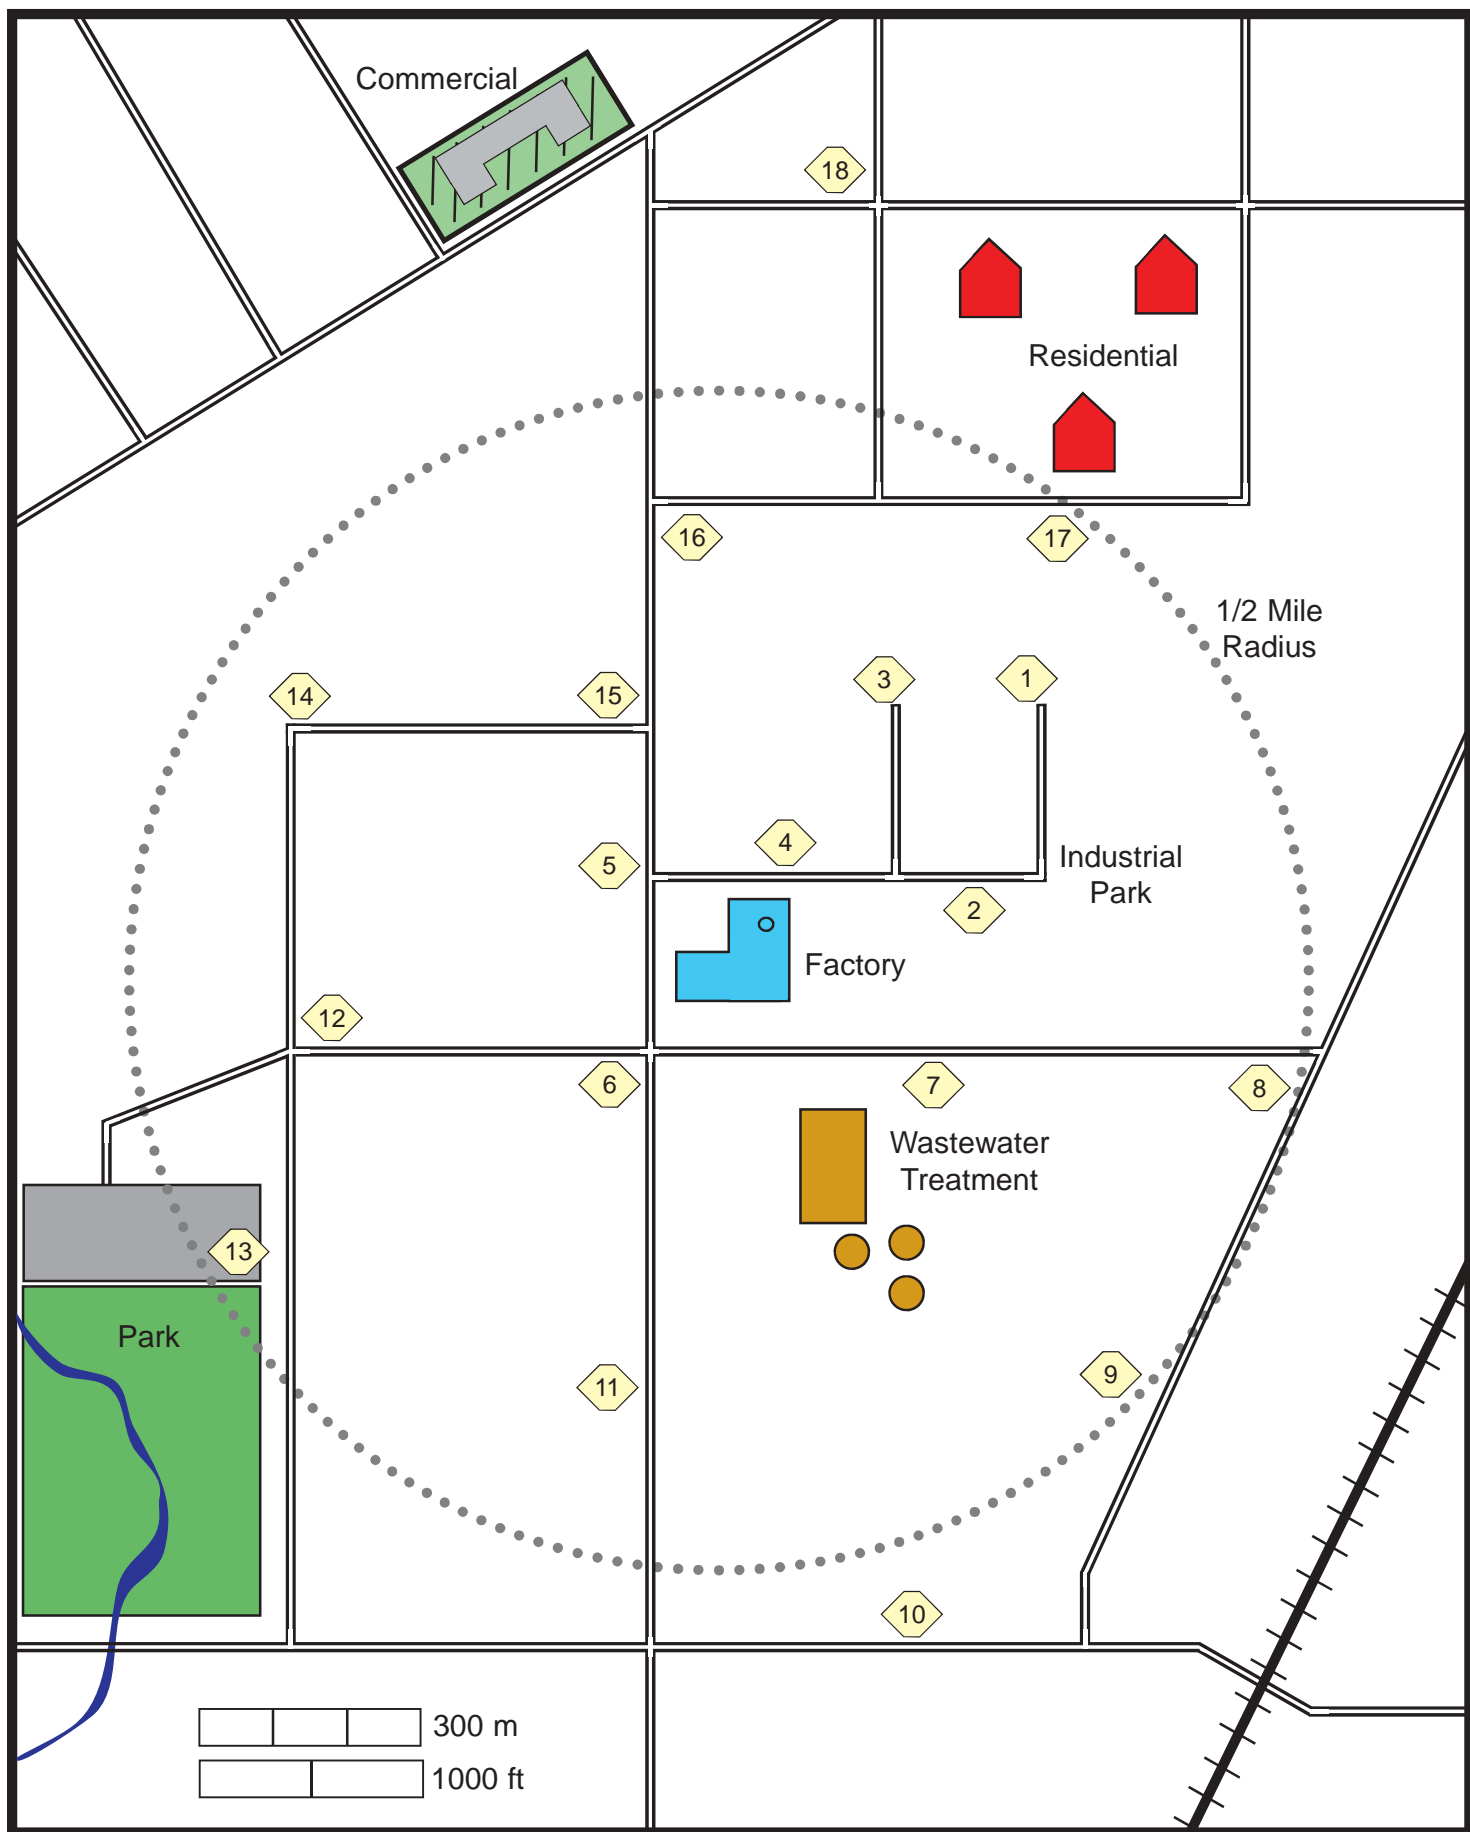 Commercial
18
Residential
16
17
1/2 Mile
Radius
14
15
3
1
4
5
Industrial
Park
2
Factory
12
6
7
8
Wastewater
Treatment
13
Park
11
9
10
300 m
1000 ft